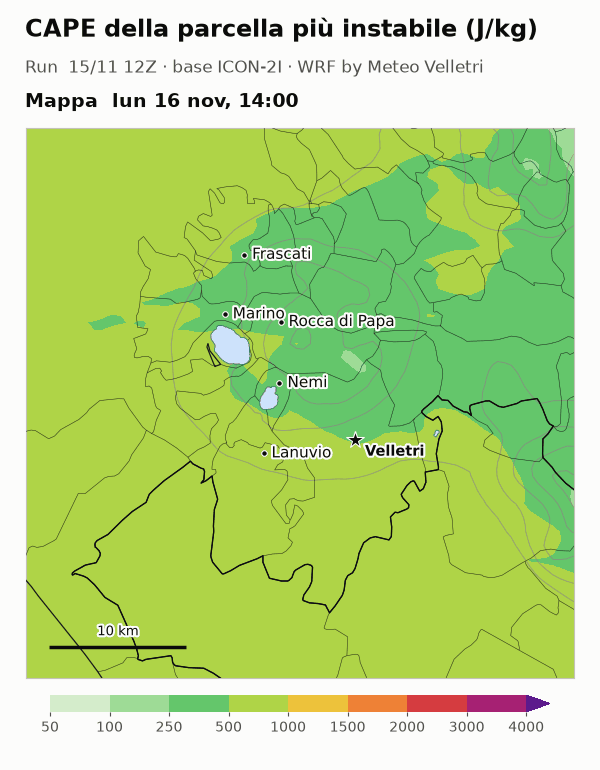 CAPE della parcella più instabile (J/kg)
Run  15/11 12Z · base ICON-2I · WRF by Meteo Velletri
Mappa  lun 16 nov, 14:00
Frascati
Marino
Rocca di Papa
Nemi
Velletri
Lanuvio
10 km
50 100 250 500 1000 1500 2000 3000 4000